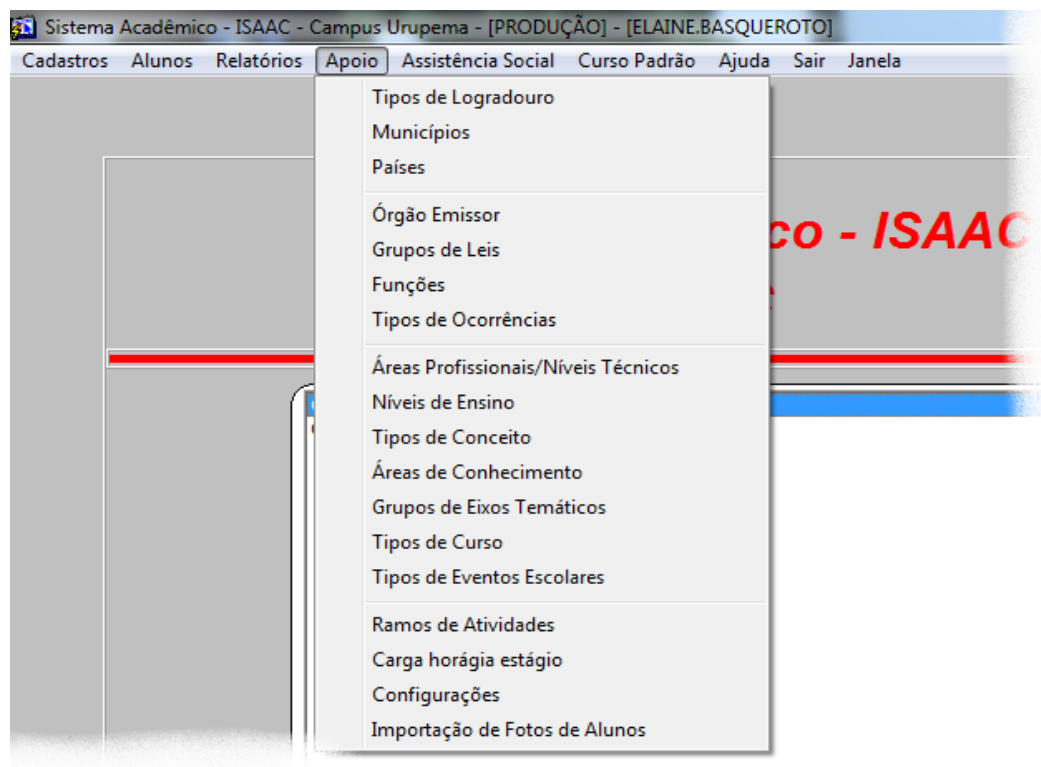 Sistema Acadêmico - ISAAC - Campus Urupema - [PRODUÇÃO] - [ELAINE.BASQUEROTO]
Cadastros Alunos Relatórios Apoio Assistência Social Curso Padrão Ajuda Sair Janela
Tipos de Logradouro
Municípios
Países
Órgão Emissor
co - ISAAC
Grupos de Leis
Funções
Tipos de Ocorrências
Áreas Profissionais/Níveis Técnicos
Níveis de Ensino
Tipos de Conceito
Áreas de Conhecimento
Grupos de Eixos Temáticos
Tipos de Curso
Tipos de Eventos Escolares
Ramos de Atividades
Carga horágia estágio
Configurações
Importação de Fotos de Alunos